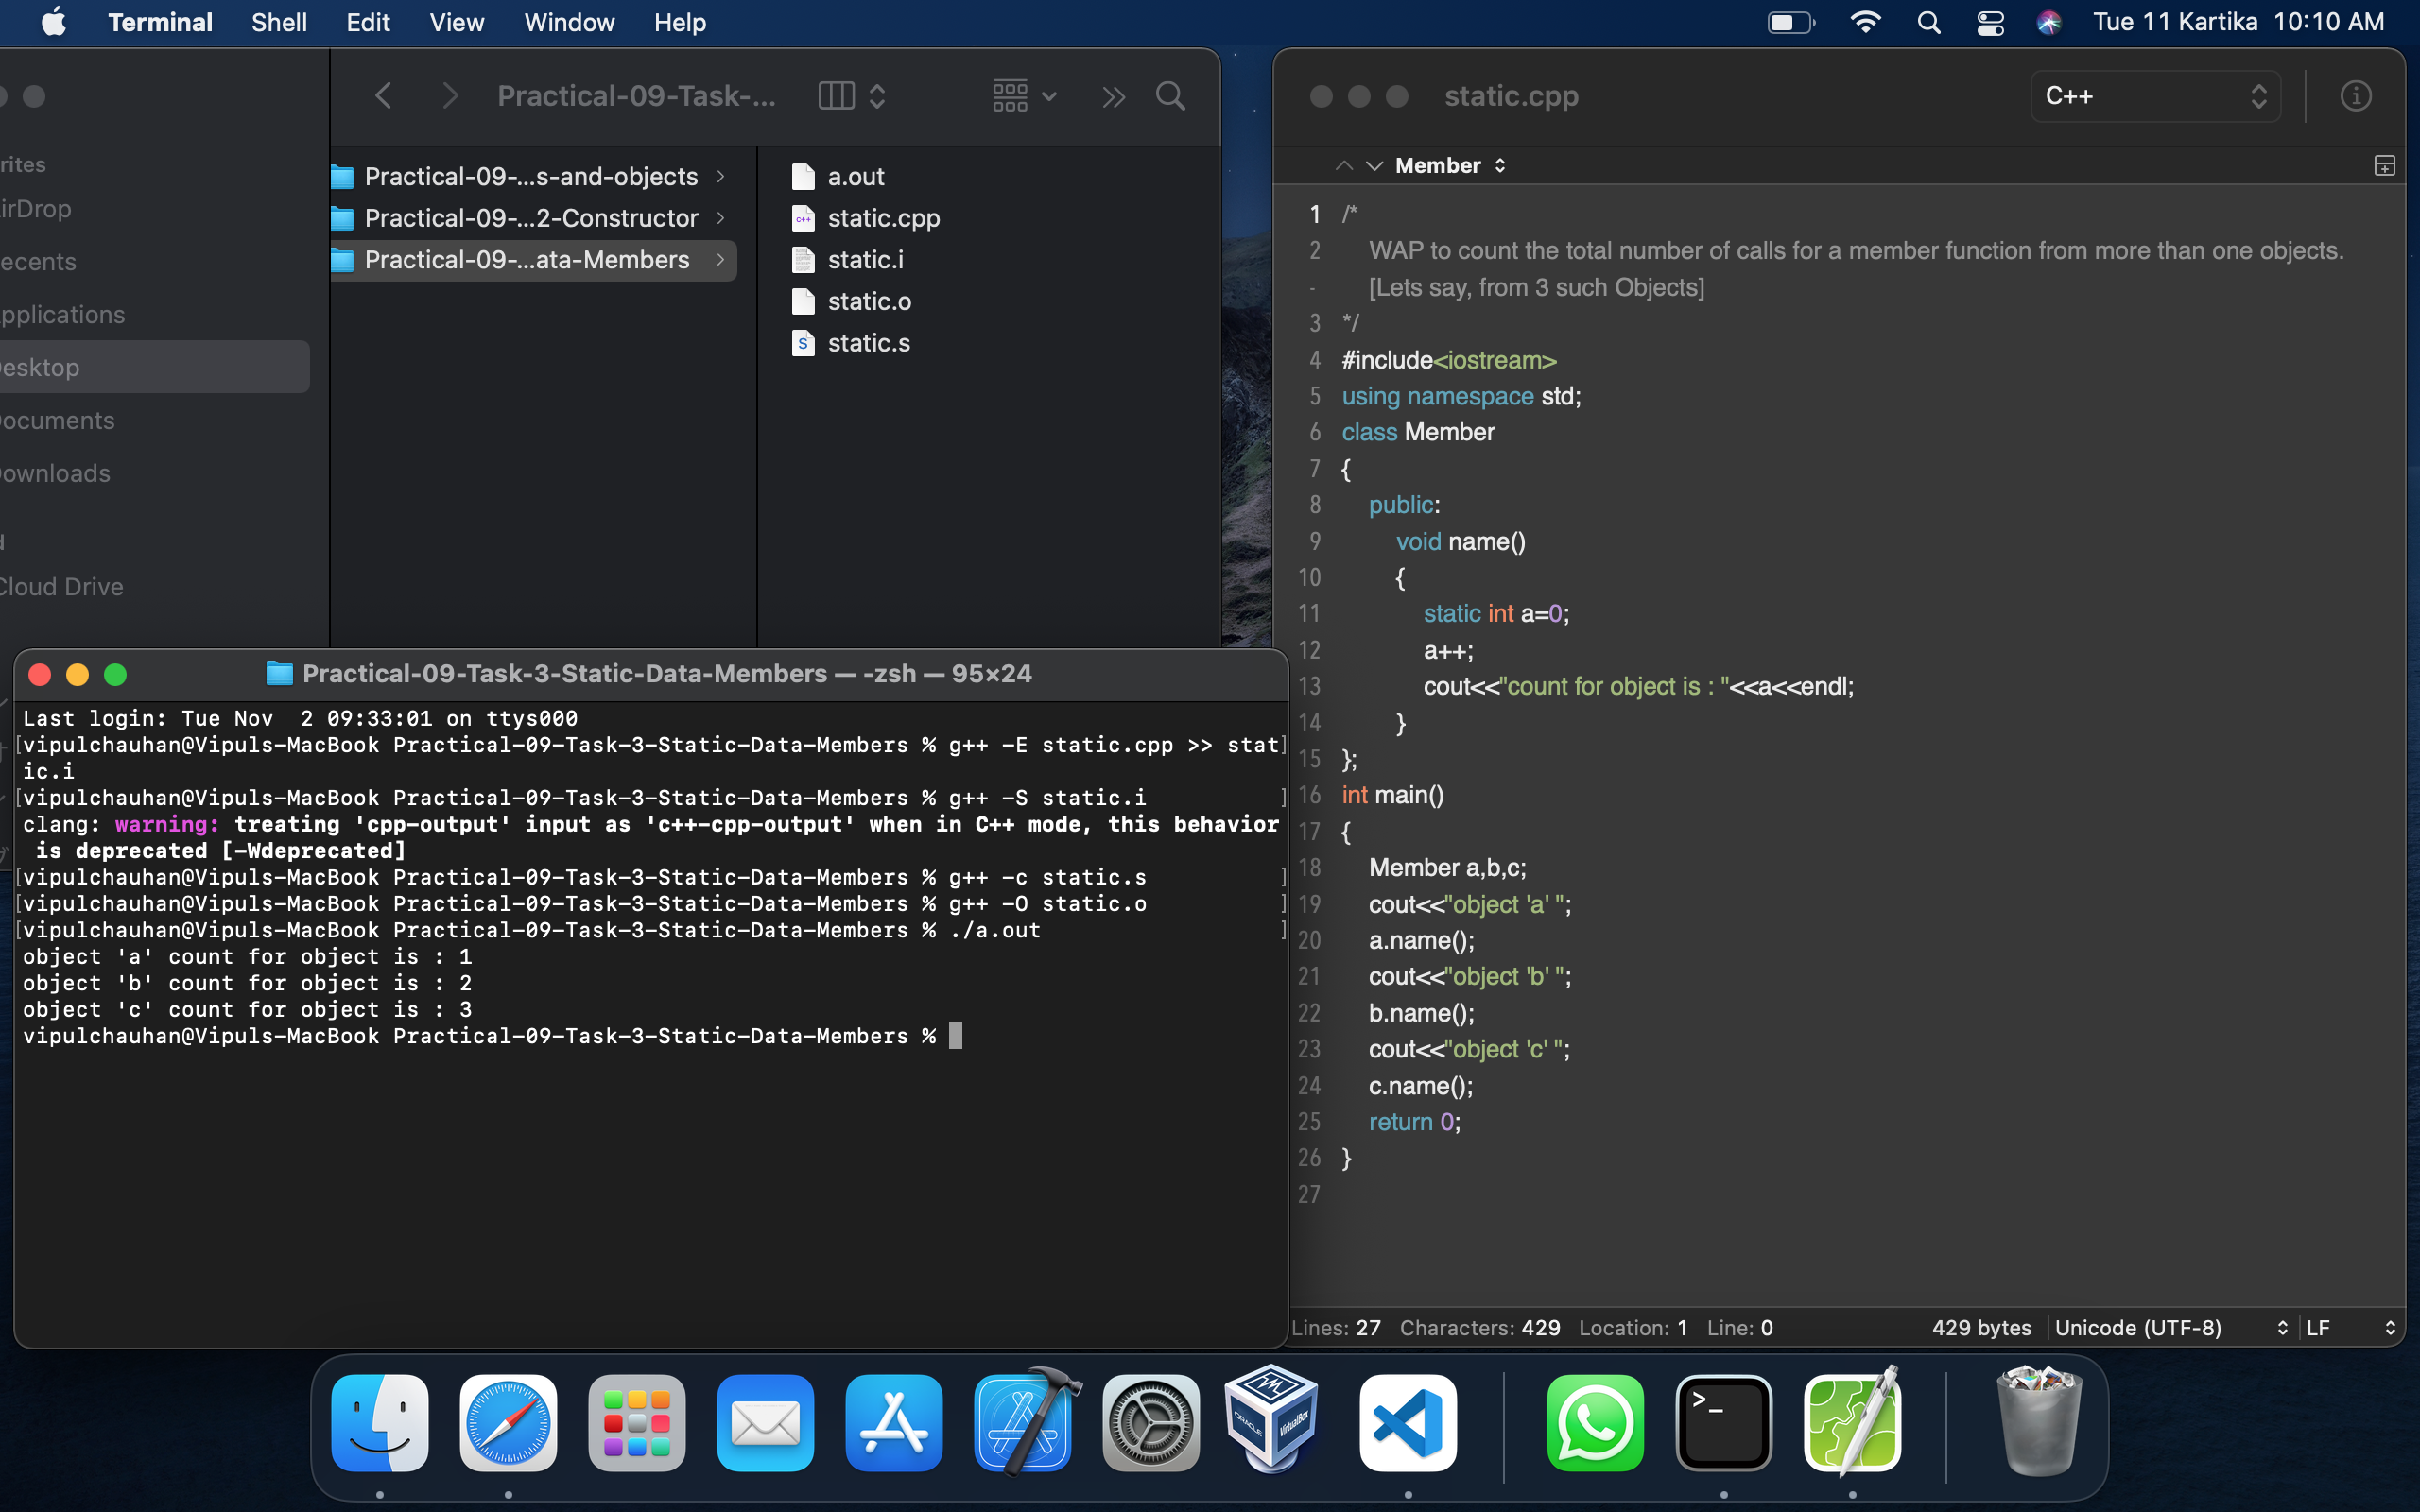 Terminal Shell Edit View Window Help Tue 11 Kartika 10:10 AM
Practical-09-Task-...
rites
irDrop
ecents
pplications
esktop
ocuments
ownloads
d
Cloud Drive
Practical-09-...s-and-objects
Practical-09-...2-Constructor
Practical-09-...ata-Members
a.out
static.cpp
static.i
static.o
static.s
Practical-09-Task-3-Static-Data-Members — -zsh — 95×24
Last login: Tue Nov  2 09:33:01 on ttys000
[vipulchauhan@Vipuls-MacBook Practical-09-Task-3-Static-Data-Members % g++ -E static.cpp >> stat]
ic.i
[vipulchauhan@Vipuls-MacBook Practical-09-Task-3-Static-Data-Members % g++ -S static.i ]
clang: warning: treating 'cpp-output' input as 'c++-cpp-output' when in C++ mode, this behavior
is deprecated [-Wdeprecated]
[vipulchauhan@Vipuls-MacBook Practical-09-Task-3-Static-Data-Members % g++ -c static.s ]
[vipulchauhan@Vipuls-MacBook Practical-09-Task-3-Static-Data-Members % g++ -O static.o ]
[vipulchauhan@Vipuls-MacBook Practical-09-Task-3-Static-Data-Members % ./a.out ]
object 'a' count for object is : 1
object 'b' count for object is : 2
object 'c' count for object is : 3
vipulchauhan@Vipuls-MacBook Practical-09-Task-3-Static-Data-Members %
static.cpp C++
Member
1 /*
2 WAP to count the total number of calls for a member function from more than one objects.
- [Lets say, from 3 such Objects]
3 */
4 #include<iostream>
5 using namespace std;
6 class Member
7 {
8 public:
9 void name()
10 {
11 static int a=0;
12 a++;
13 cout<<"count for object is : "<<a<<endl;
14 }
15 };
16 int main()
17 {
18 Member a,b,c;
19 cout<<"object 'a' ";
20 a.name();
21 cout<<"object 'b' ";
22 b.name();
23 cout<<"object 'c' ";
24 c.name();
25 return 0;
26 }
27
Lines: 27 Characters: 429 Location: 1 Line: 0 429 bytes Unicode (UTF-8) LF
ORACLE VirtualBox